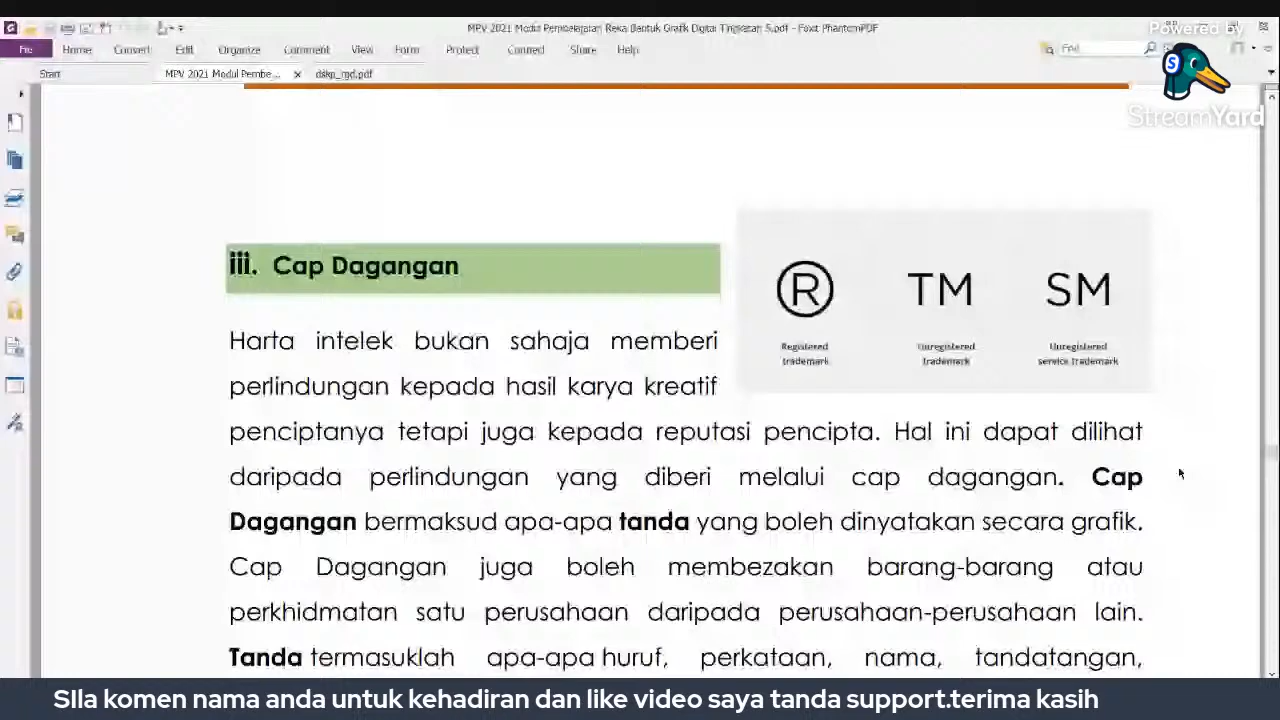 MPV 2021 Modul Pembelajaran Reka Bentuk Grafik Digital Tingkatan 5.pdf - Foxit PhantomPDF
Powered by
File Home Convert Edit Organize Comment View Form Protect Connect Share Help
Find
Start MPV 2021 Modul Pembe... dskp_rgd.pdf
StreamYard
iii. Cap Dagangan
® TM SM
Registered trademark
Unregistered trademark
Unregistered service trademark
Harta intelek bukan sahaja memberi
perlindungan kepada hasil karya kreatif
penciptanya tetapi juga kepada reputasi pencipta. Hal ini dapat dilihat
daripada perlindungan yang diberi melalui cap dagangan. Cap
Dagangan bermaksud apa-apa tanda yang boleh dinyatakan secara grafik.
Cap Dagangan juga boleh membezakan barang-barang atau
perkhidmatan satu perusahaan daripada perusahaan-perusahaan lain.
Tanda termasuklah apa-apa huruf, perkataan, nama, tandatangan,
SIla komen nama anda untuk kehadiran dan like video saya tanda support.terima kasih